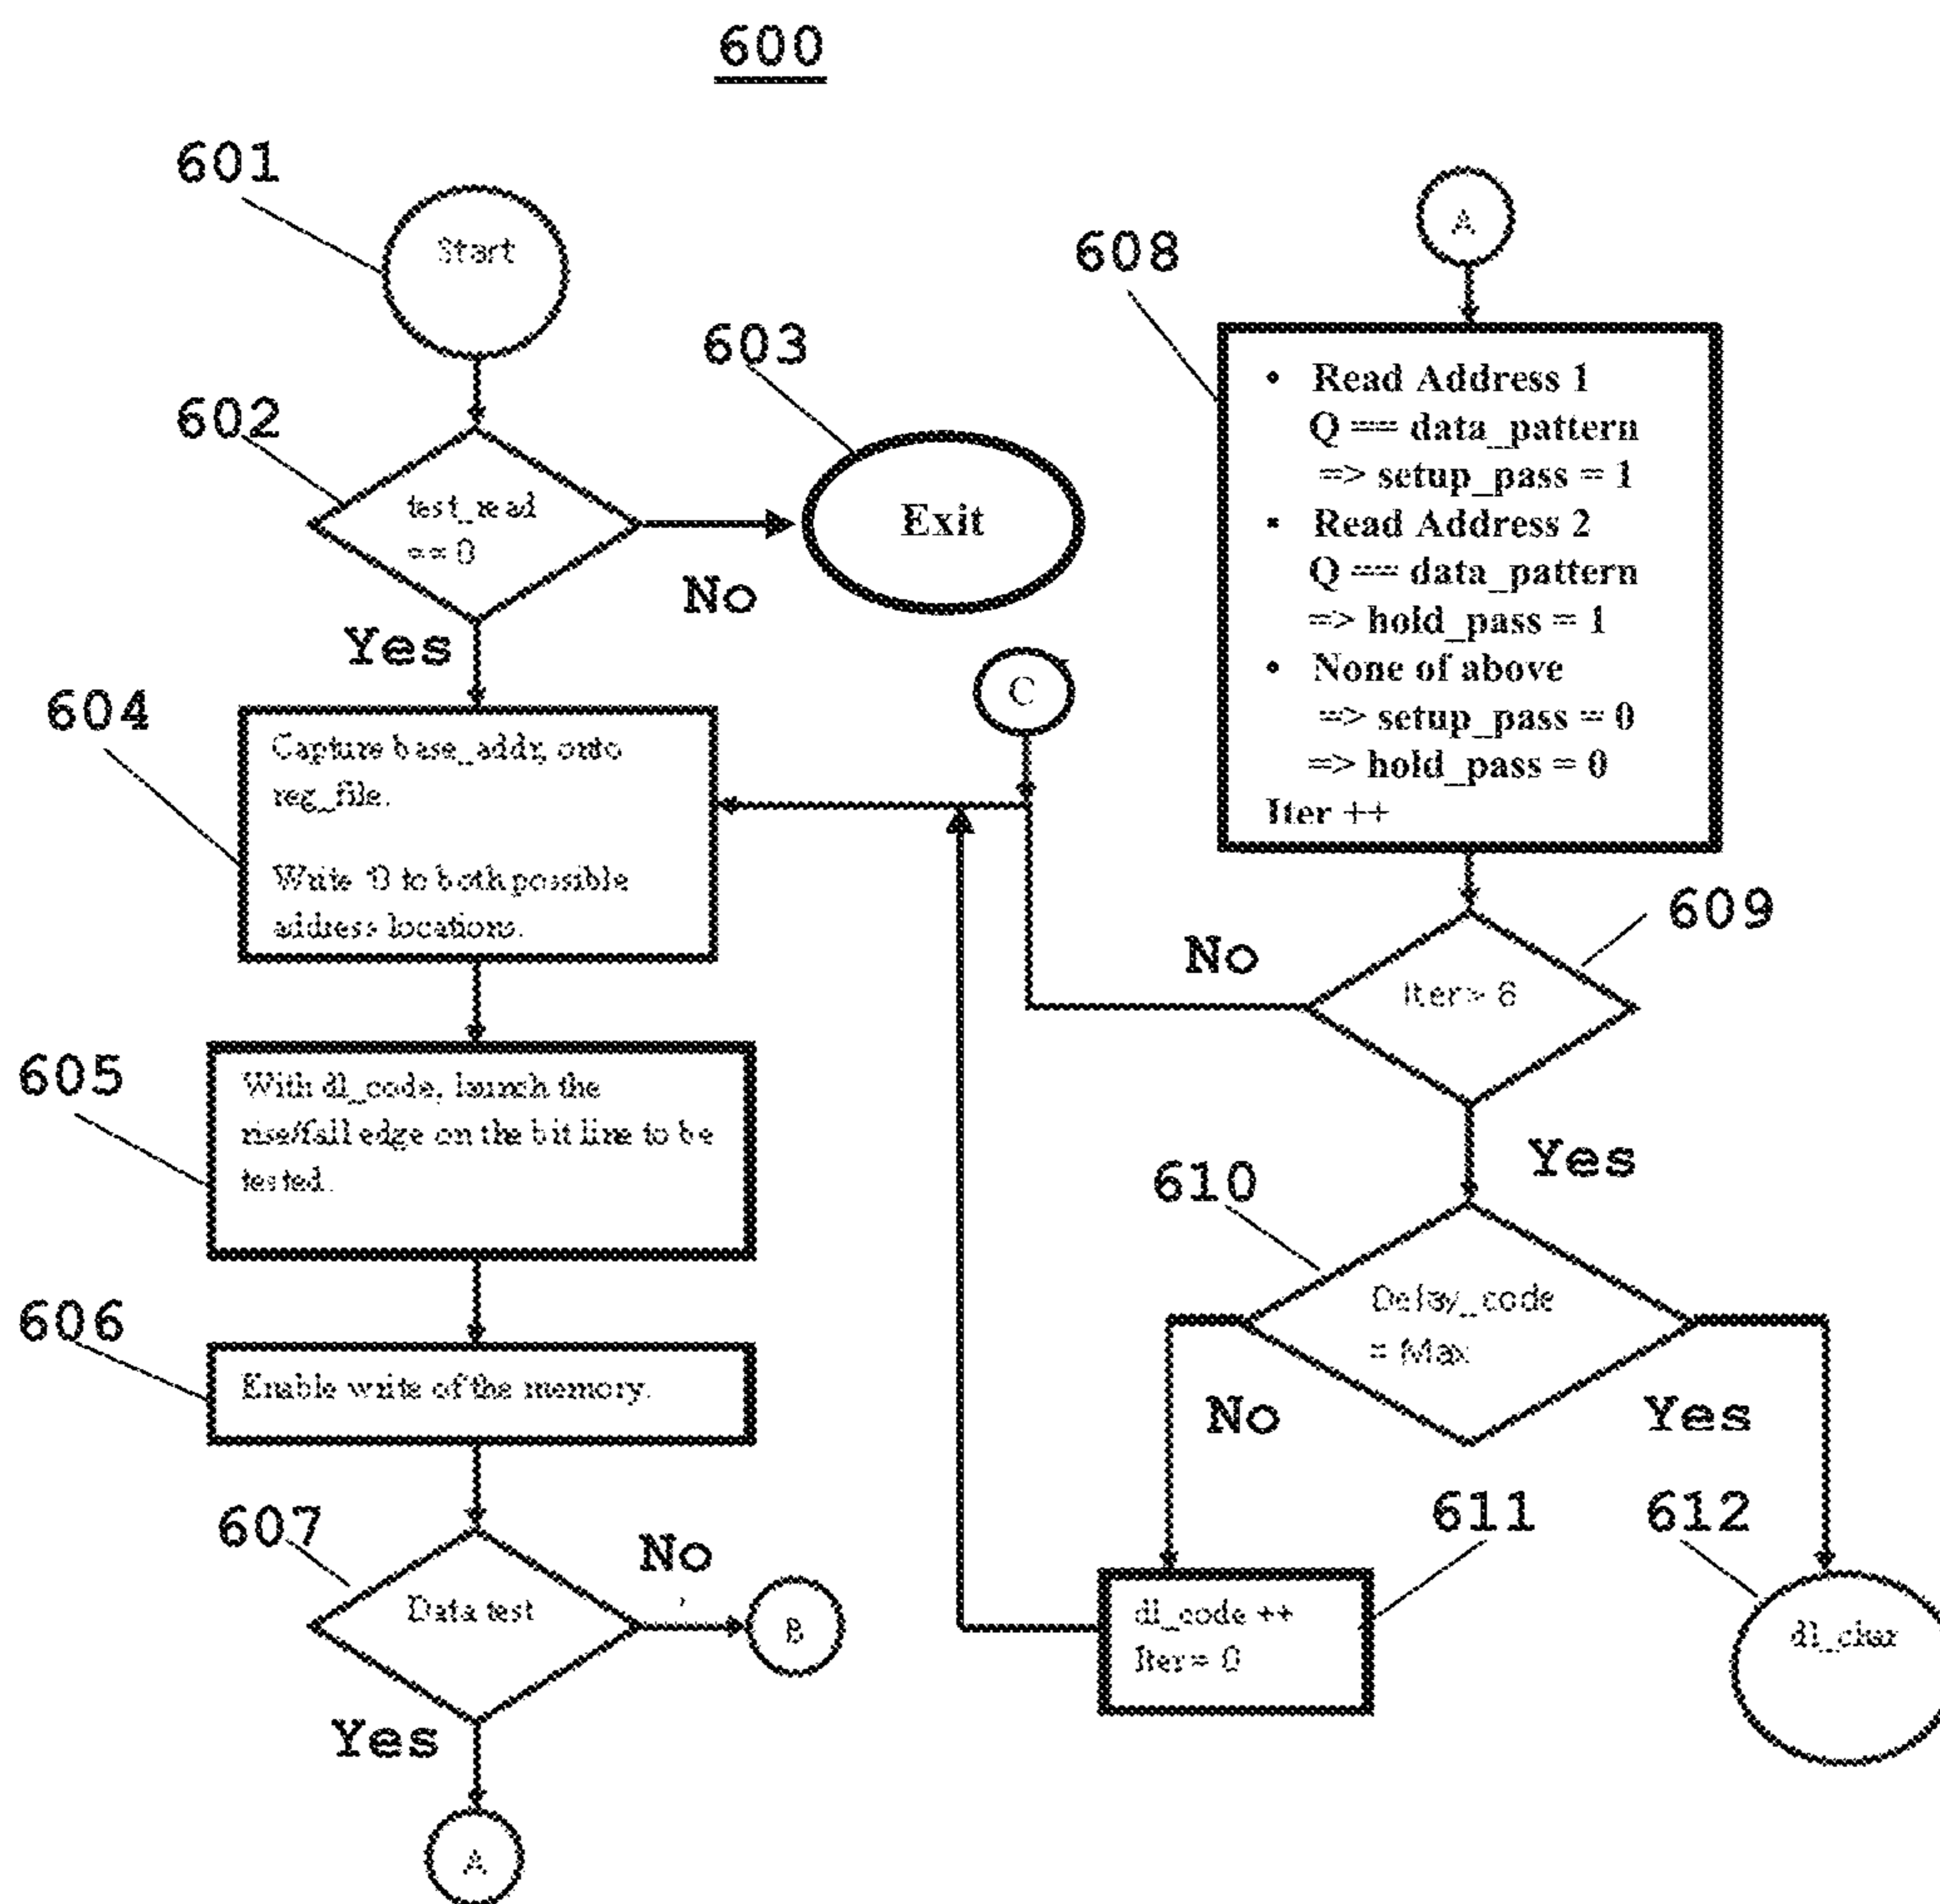 600
601
Start
602
test_read
== 0
603
Exit
No
Yes
604
Capture base_addr, onto
reg_file.
Write '0 to both possible
address locations.
605
With dl_code, launch the
rise/fall edge on the bit line to be
tested.
606
Enable write of the memory.
607
Data test
No
B
Yes
A
C
A
608
• Read Address 1
Q == data_pattern
=> setup_pass = 1
• Read Address 2
Q == data_pattern
=> hold_pass = 1
• None of above
=> setup_pass = 0
=> hold_pass = 0
Iter ++
609
Iter > 8
No
Yes
610
Delay_code
= Max
No
Yes
611
dl_code ++
Iter = 0
612
dl_char